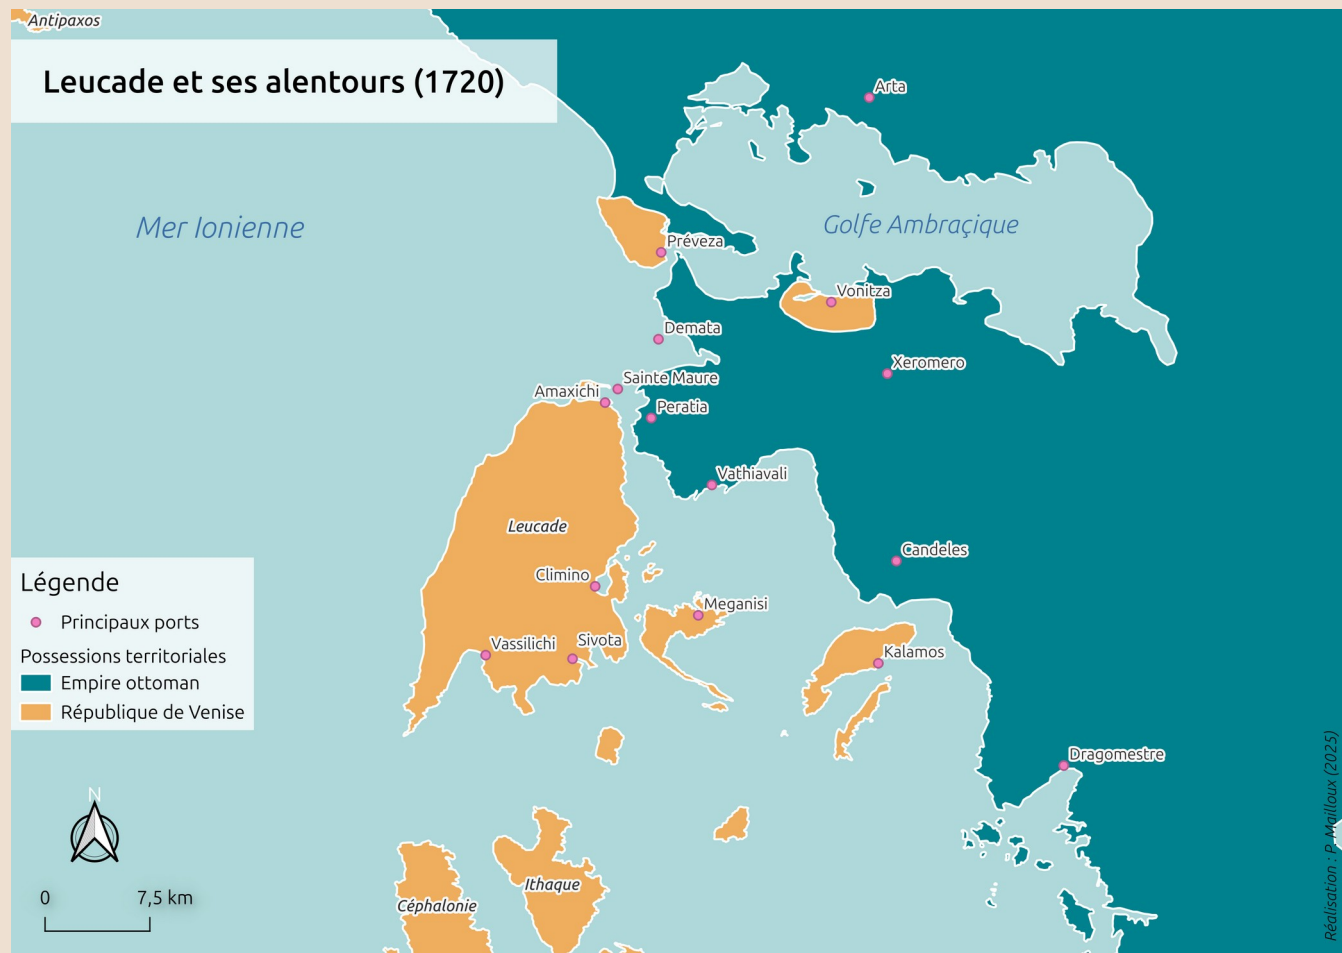 Antipaxos
Leucade et ses alentours (1720)
Arta
Mer Ionienne
Golfe Ambraçique
Préveza
Vonitza
Demata
Xeromero
Sainte Maure
Amaxichi
Peratia
Vathiavali
Leucade
Candeles
Climino
Meganisi
Vassilichi
Sivota
Kalamos
Dragomestre
Ithaque
Céphalonie
Légende
Principaux ports
Possessions territoriales
Empire ottoman
République de Venise
N
0 7,5 km
Réalisation : P. Mailloux (2025)